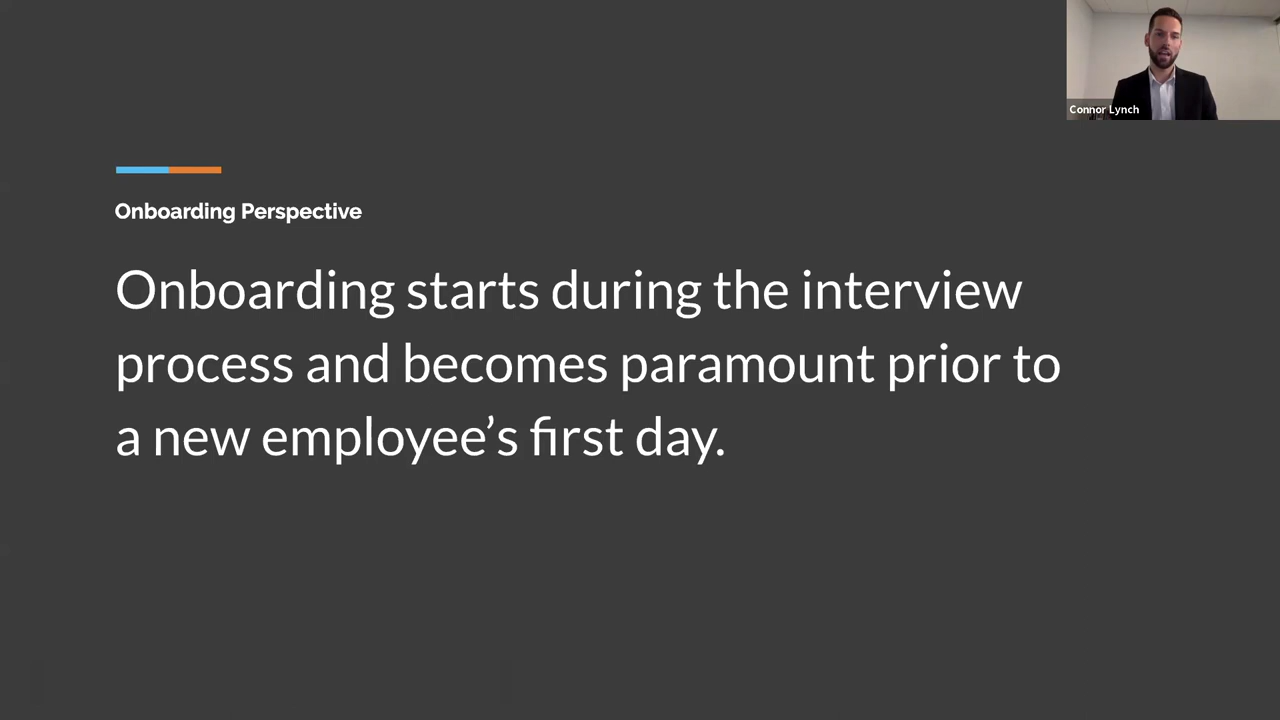 Connor Lynch
Onboarding Perspective
Onboarding starts during the interview
process and becomes paramount prior to
a new employee’s first day.